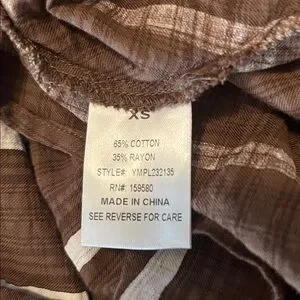 XS
65% COTTON
35% RAYON
STYLE#: YMPL232135
RN#: 159580
MADE IN CHINA
SEE REVERSE FOR CARE